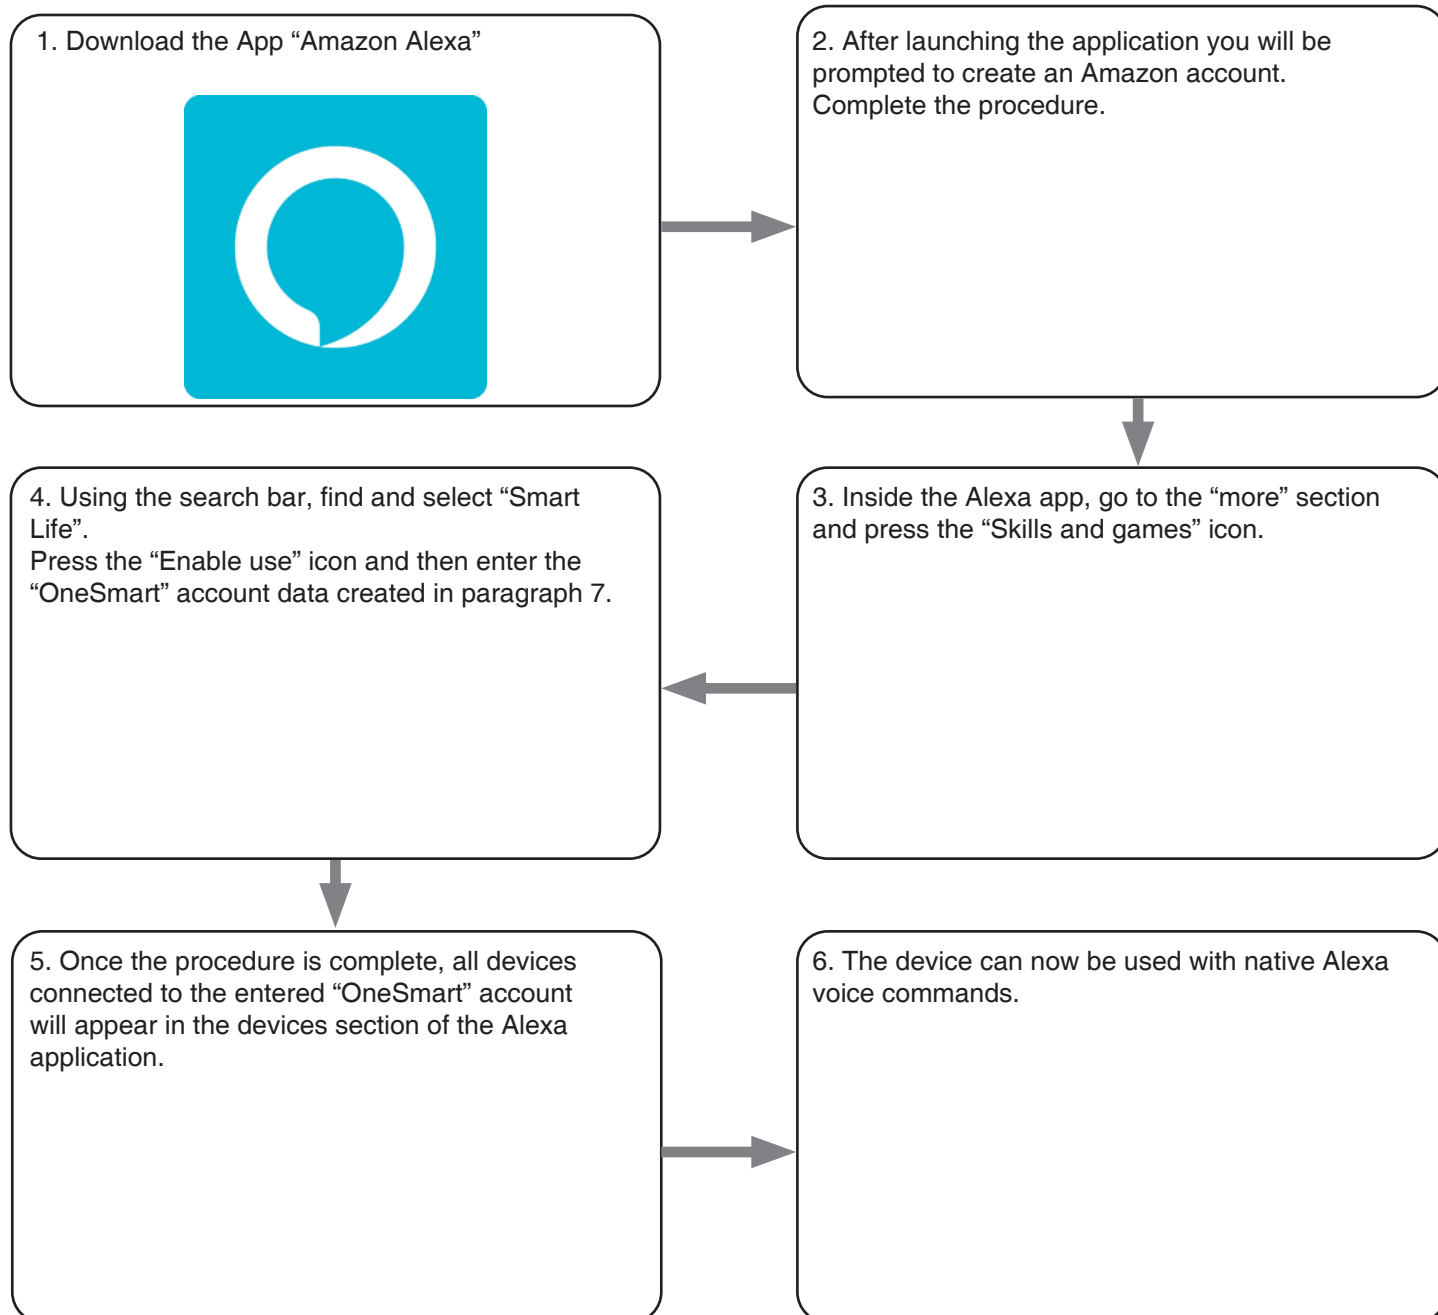 1. Download the App “Amazon Alexa”
2. After launching the application you will be
prompted to create an Amazon account.
Complete the procedure.
3. Inside the Alexa app, go to the “more” section
and press the “Skills and games” icon.
4. Using the search bar, find and select “Smart
Life”.
Press the “Enable use” icon and then enter the
“OneSmart” account data created in paragraph 7.
5. Once the procedure is complete, all devices
connected to the entered “OneSmart” account
will appear in the devices section of the Alexa
application.
6. The device can now be used with native Alexa
voice commands.